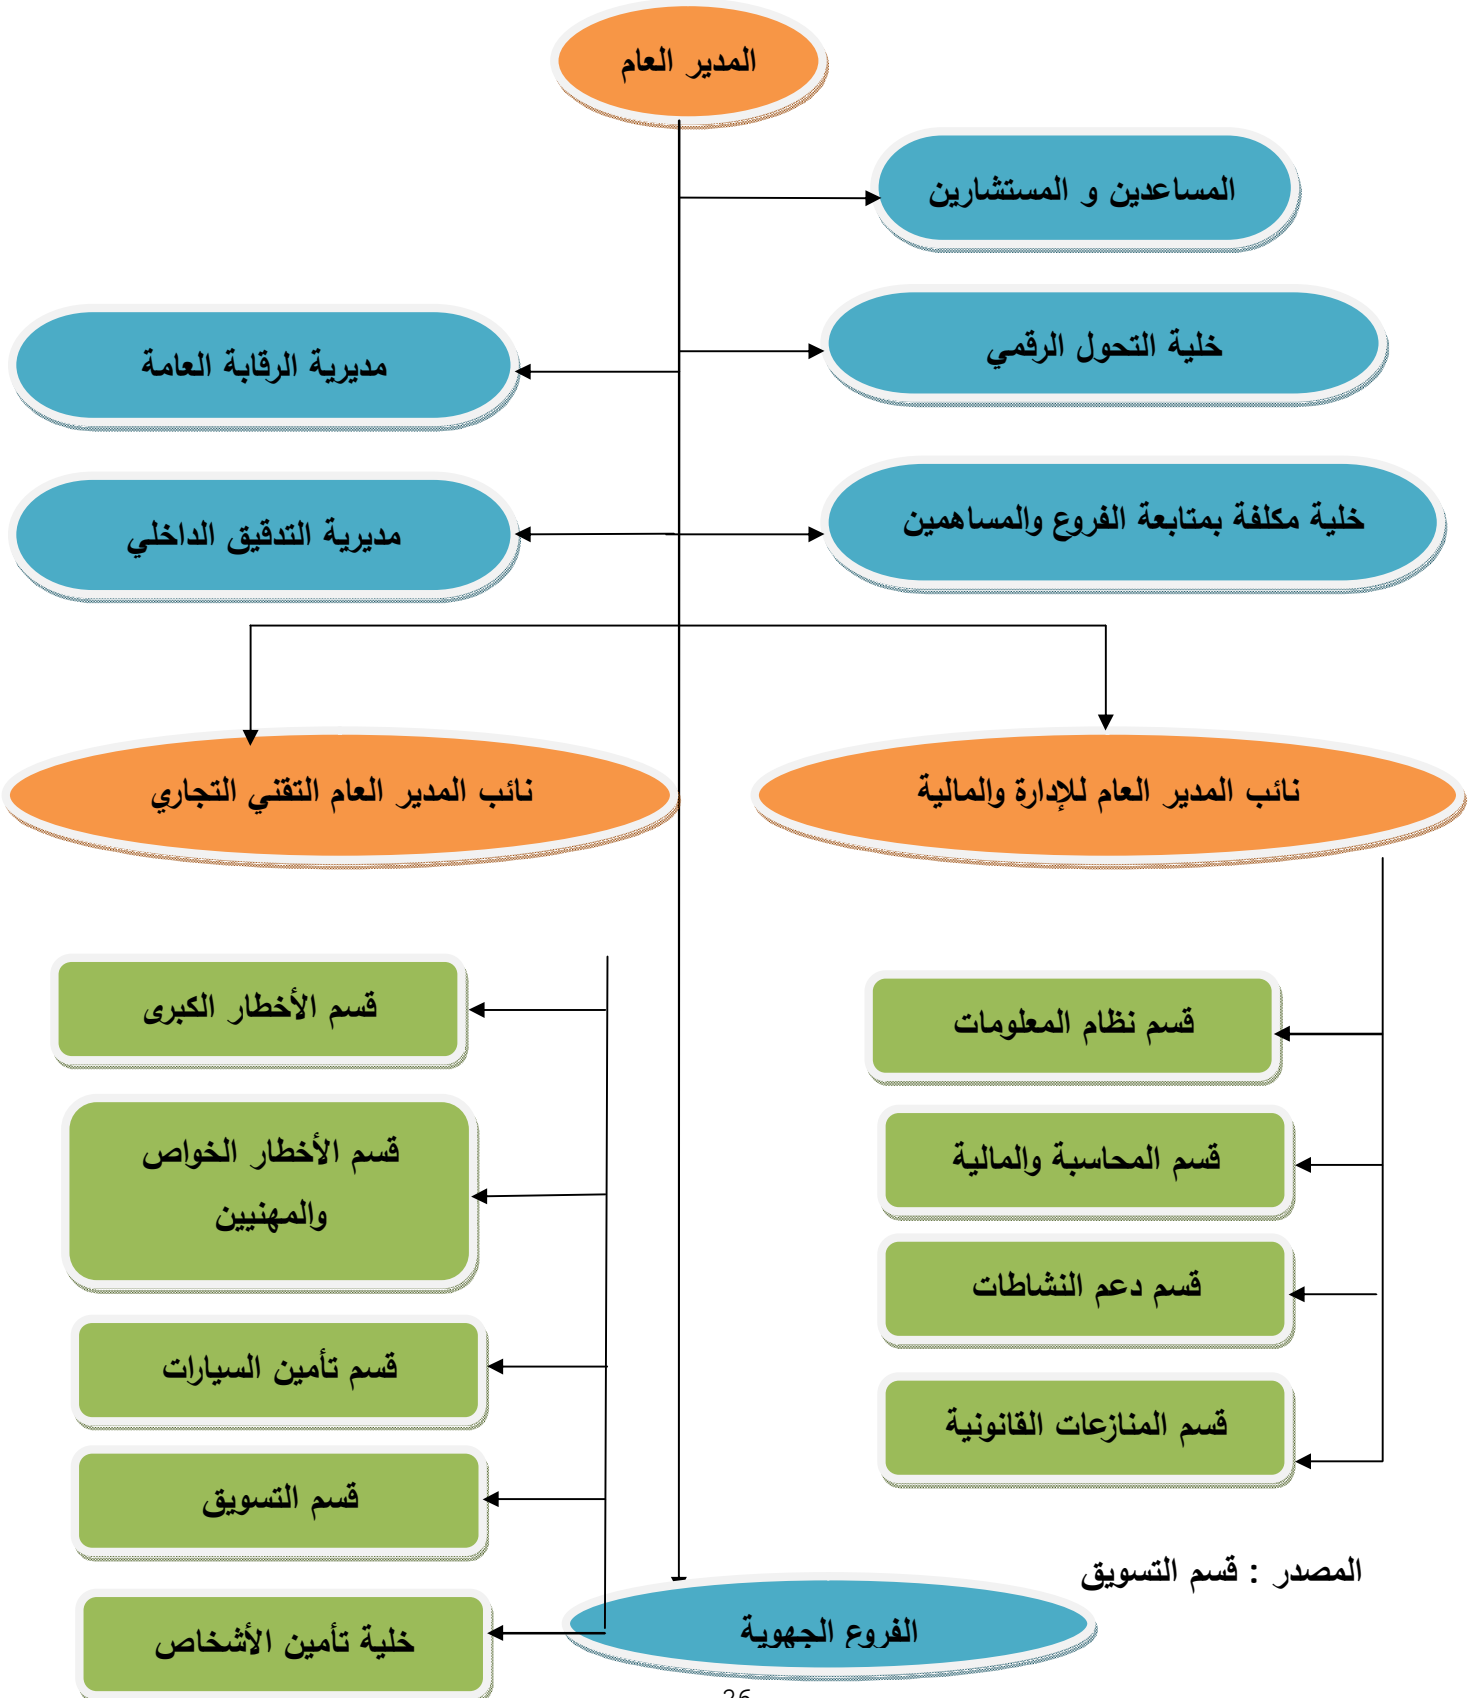 المدير العام
المساعدين و المستشارين
خلية التحول الرقمي
مديرية الرقابة العامة
خلية مكلفة بمتابعة الفروع والمساهمين
مديرية التدقيق الداخلي
نائب المدير العام للإدارة والمالية
نائب المدير العام التقني التجاري
قسم نظام المعلومات
قسم المحاسبة والمالية
قسم دعم النشاطات
قسم المنازعات القانونية
قسم الأخطار الكبرى
قسم الأخطار الخواص
والمهنيين
قسم تأمين السيارات
قسم التسويق
خلية تأمين الأشخاص
المصدر : قسم التسويق
الفروع الجهوية
26